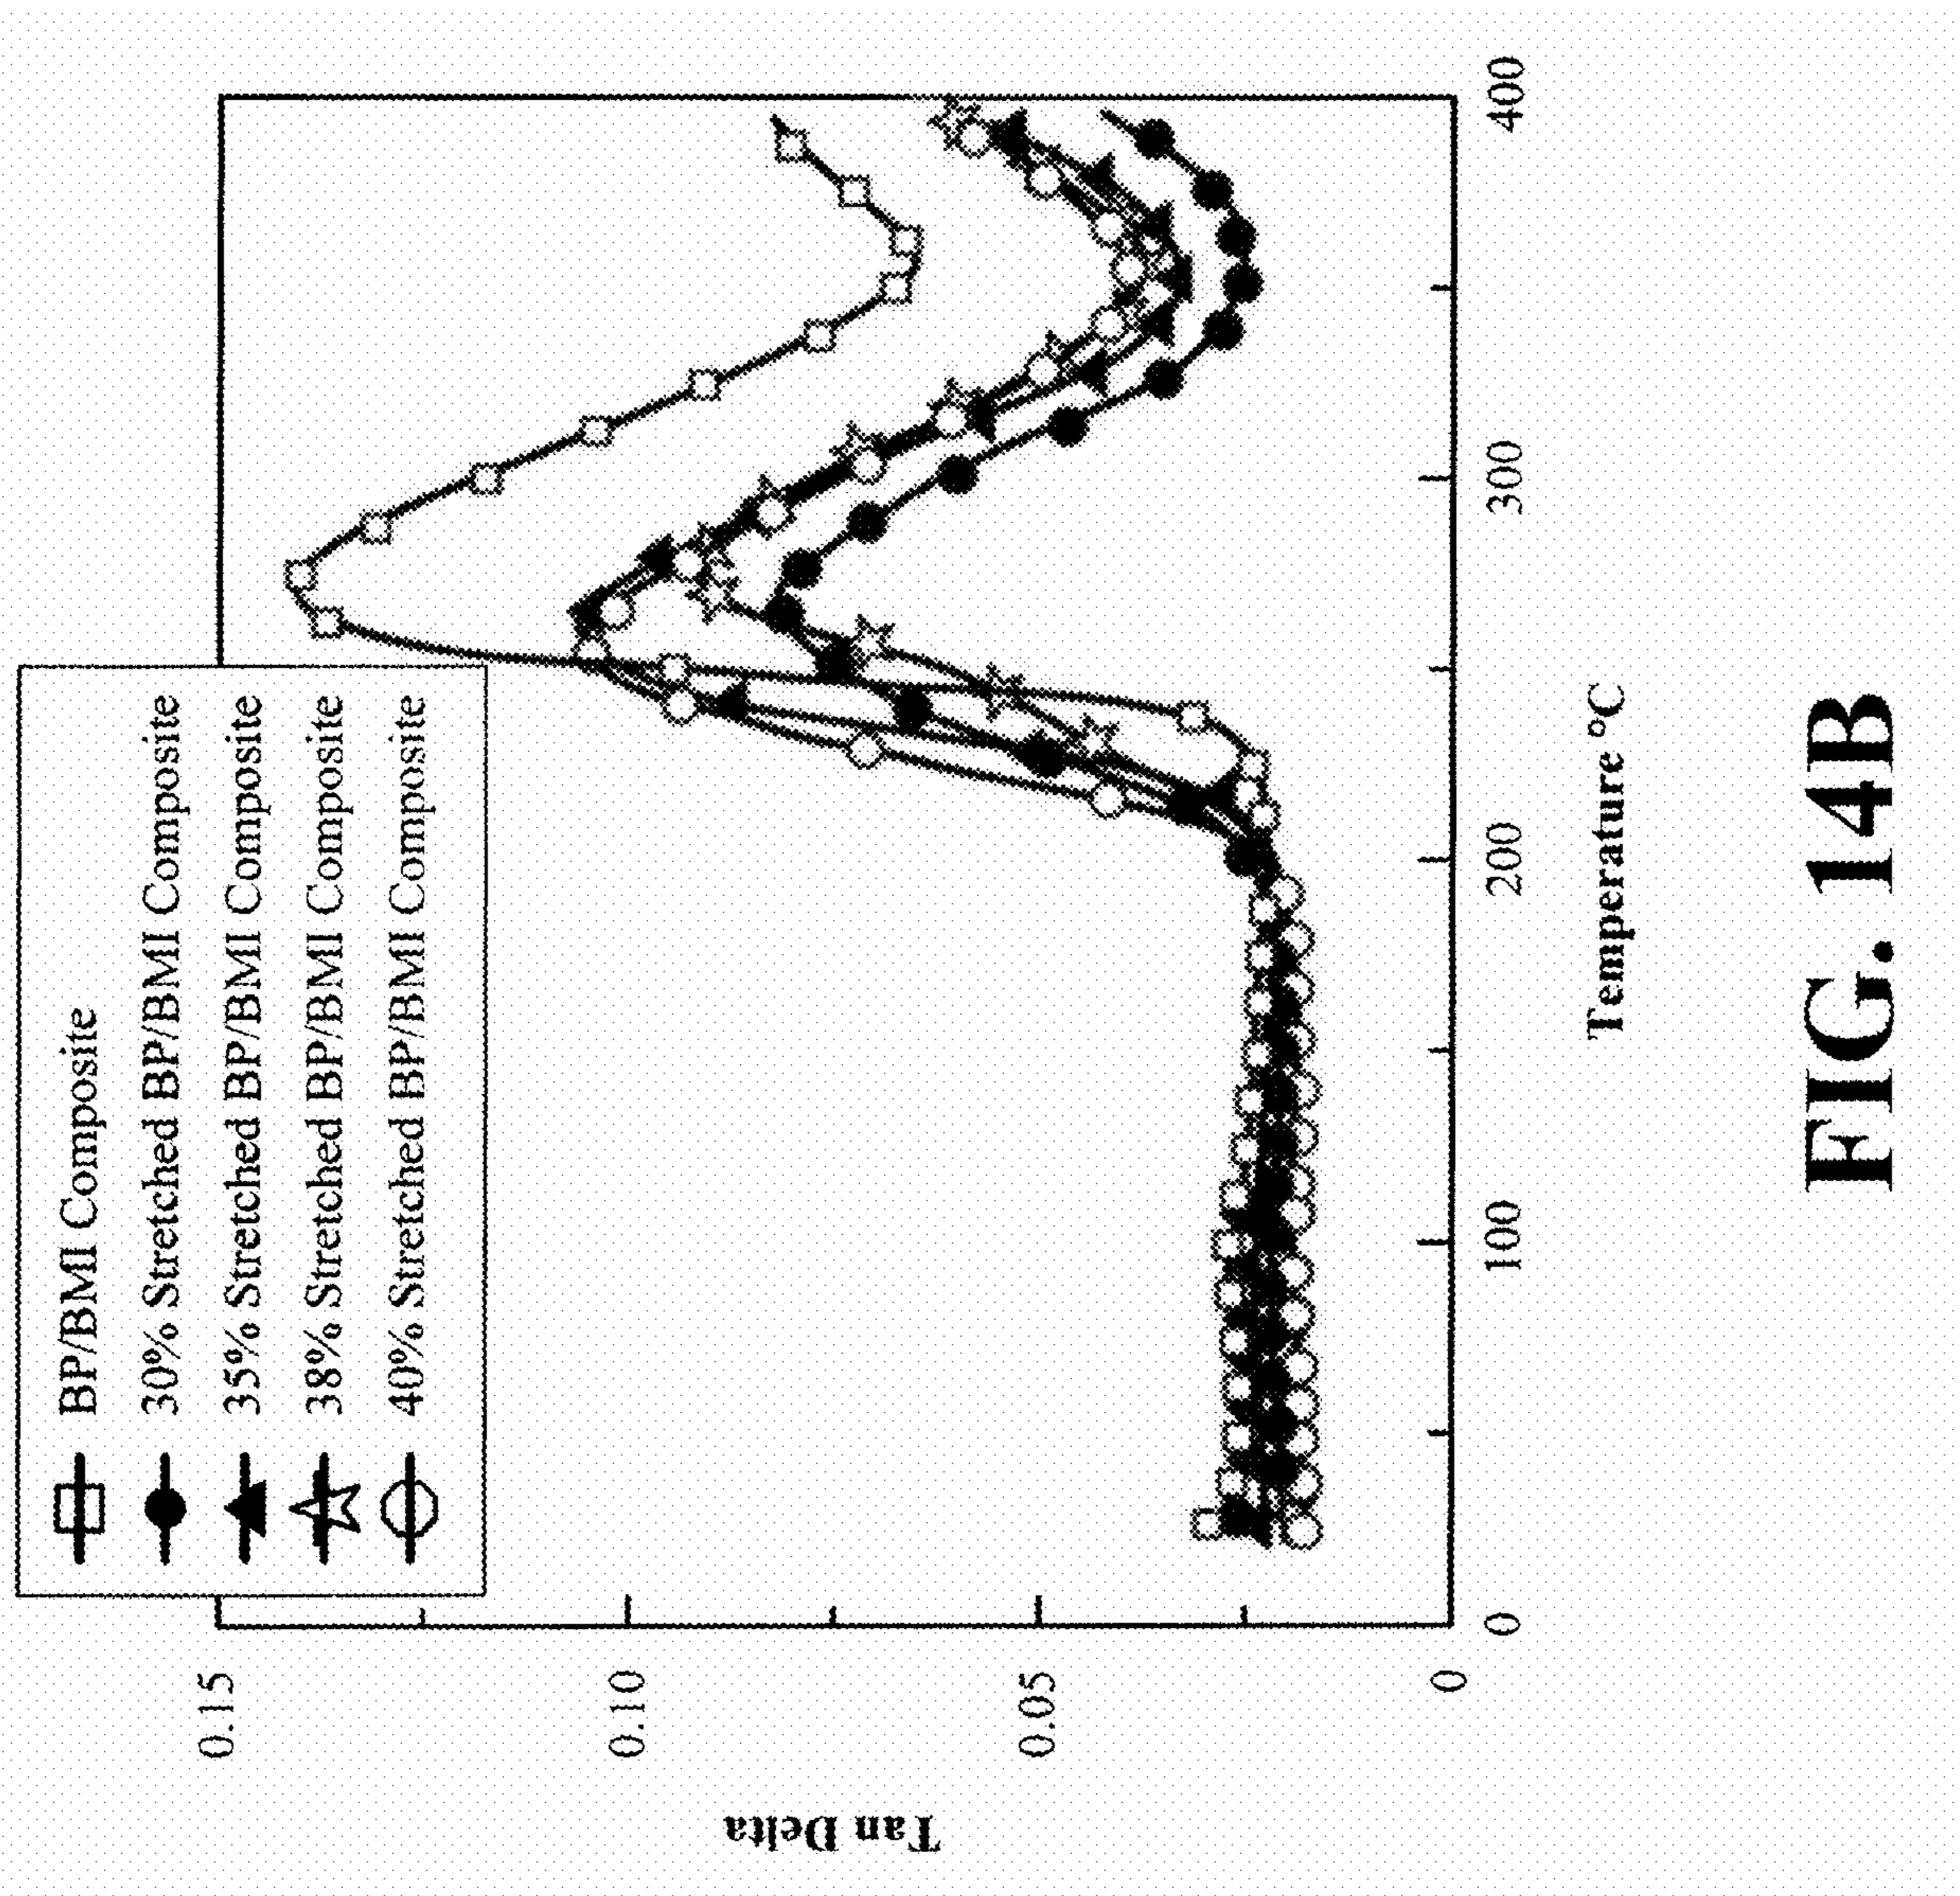 BP/BMI Composite
30% Stretched BP/BMI Composite
35% Stretched BP/BMI Composite
38% Stretched BP/BMI Composite
40% Stretched BP/BMI Composite
0.15
0.10
0.05
0
Tan Delta
0
100
200
300
400
Temperature °C
FIG. 14B